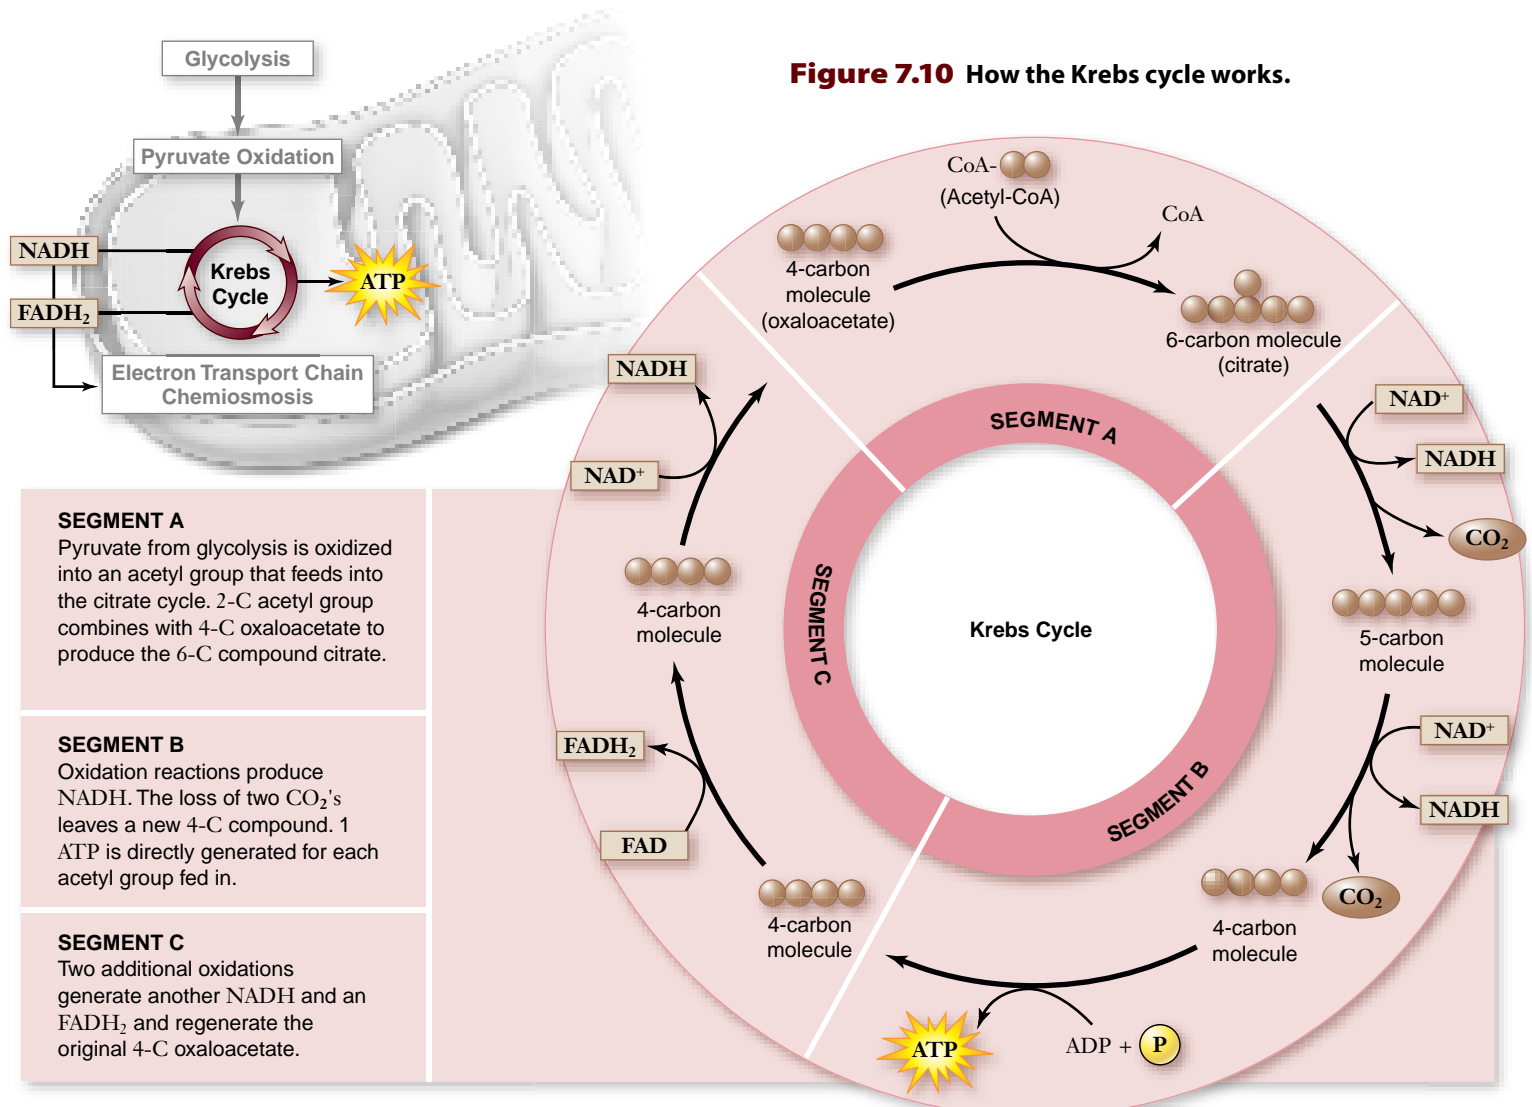 Figure 7.10 How the Krebs cycle works.
Glycolysis
Pyruvate Oxidation
NADH
FADH₂
Krebs
Cycle
ATP
Electron Transport Chain
Chemiosmosis
SEGMENT A
Pyruvate from glycolysis is oxidized
into an acetyl group that feeds into
the citrate cycle. 2-C acetyl group
combines with 4-C oxaloacetate to
produce the 6-C compound citrate.
SEGMENT B
Oxidation reactions produce
NADH. The loss of two CO₂'s
leaves a new 4-C compound. 1
ATP is directly generated for each
acetyl group fed in.
SEGMENT C
Two additional oxidations
generate another NADH and an
FADH₂ and regenerate the
original 4-C oxaloacetate.
CoA-
(Acetyl-CoA)
CoA
4-carbon
molecule
(oxaloacetate)
6-carbon molecule
(citrate)
SEGMENT A
NAD⁺
NADH
CO₂
5-carbon
molecule
NAD⁺
NADH
CO₂
4-carbon
molecule
SEGMENT B
ADP + P
ATP
4-carbon
molecule
FAD
FADH₂
4-carbon
molecule
SEGMENT C
NAD⁺
NADH
Krebs Cycle